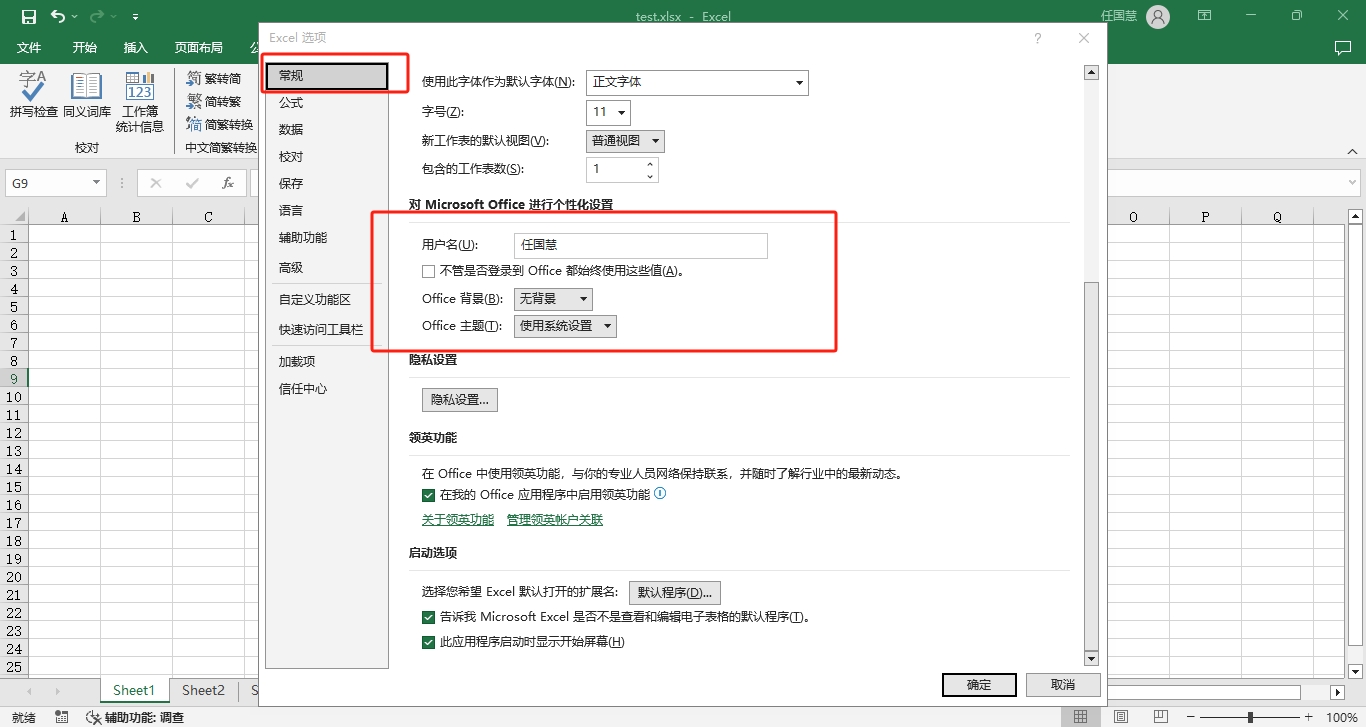 test.xlsx - Excel
任国慧
文件 开始 插入 页面布局
拼写检查 同义词库 工作簿统计信息
校对
繁转简
简转繁
简繁转换
中文简繁转换
Excel 选项
?
常规
公式
数据
校对
保存
语言
辅助功能
高级
自定义功能区
快速访问工具栏
加载项
信任中心
使用此字体作为默认字体(N): 正文字体
字号(Z): 11
新工作表的默认视图(V): 普通视图
包含的工作表数(S): 1
对 Microsoft Office 进行个性化设置
用户名(U): 任国慧
不管是否登录到 Office 都始终使用这些值(A)。
Office 背景(B): 无背景
Office 主题(T): 使用系统设置
隐私设置
隐私设置...
领英功能
在 Office 中使用领英功能，与你的专业人员网络保持联系，并随时了解行业中的最新动态。
在我的 Office 应用程序中启用领英功能
关于领英功能 管理领英帐户关联
启动选项
选择您希望 Excel 默认打开的扩展名: 默认程序(D)...
告诉我 Microsoft Excel 是否不是查看和编辑电子表格的默认程序(T)。
此应用程序启动时显示开始屏幕(H)
确定 取消
G9 fx
A B C O P Q
1
2
3
4
5
6
7
8
9
10
11
12
13
14
15
16
17
18
19
20
21
22
23
24
25
Sheet1 Sheet2 S
就绪 辅助功能: 调查 100%